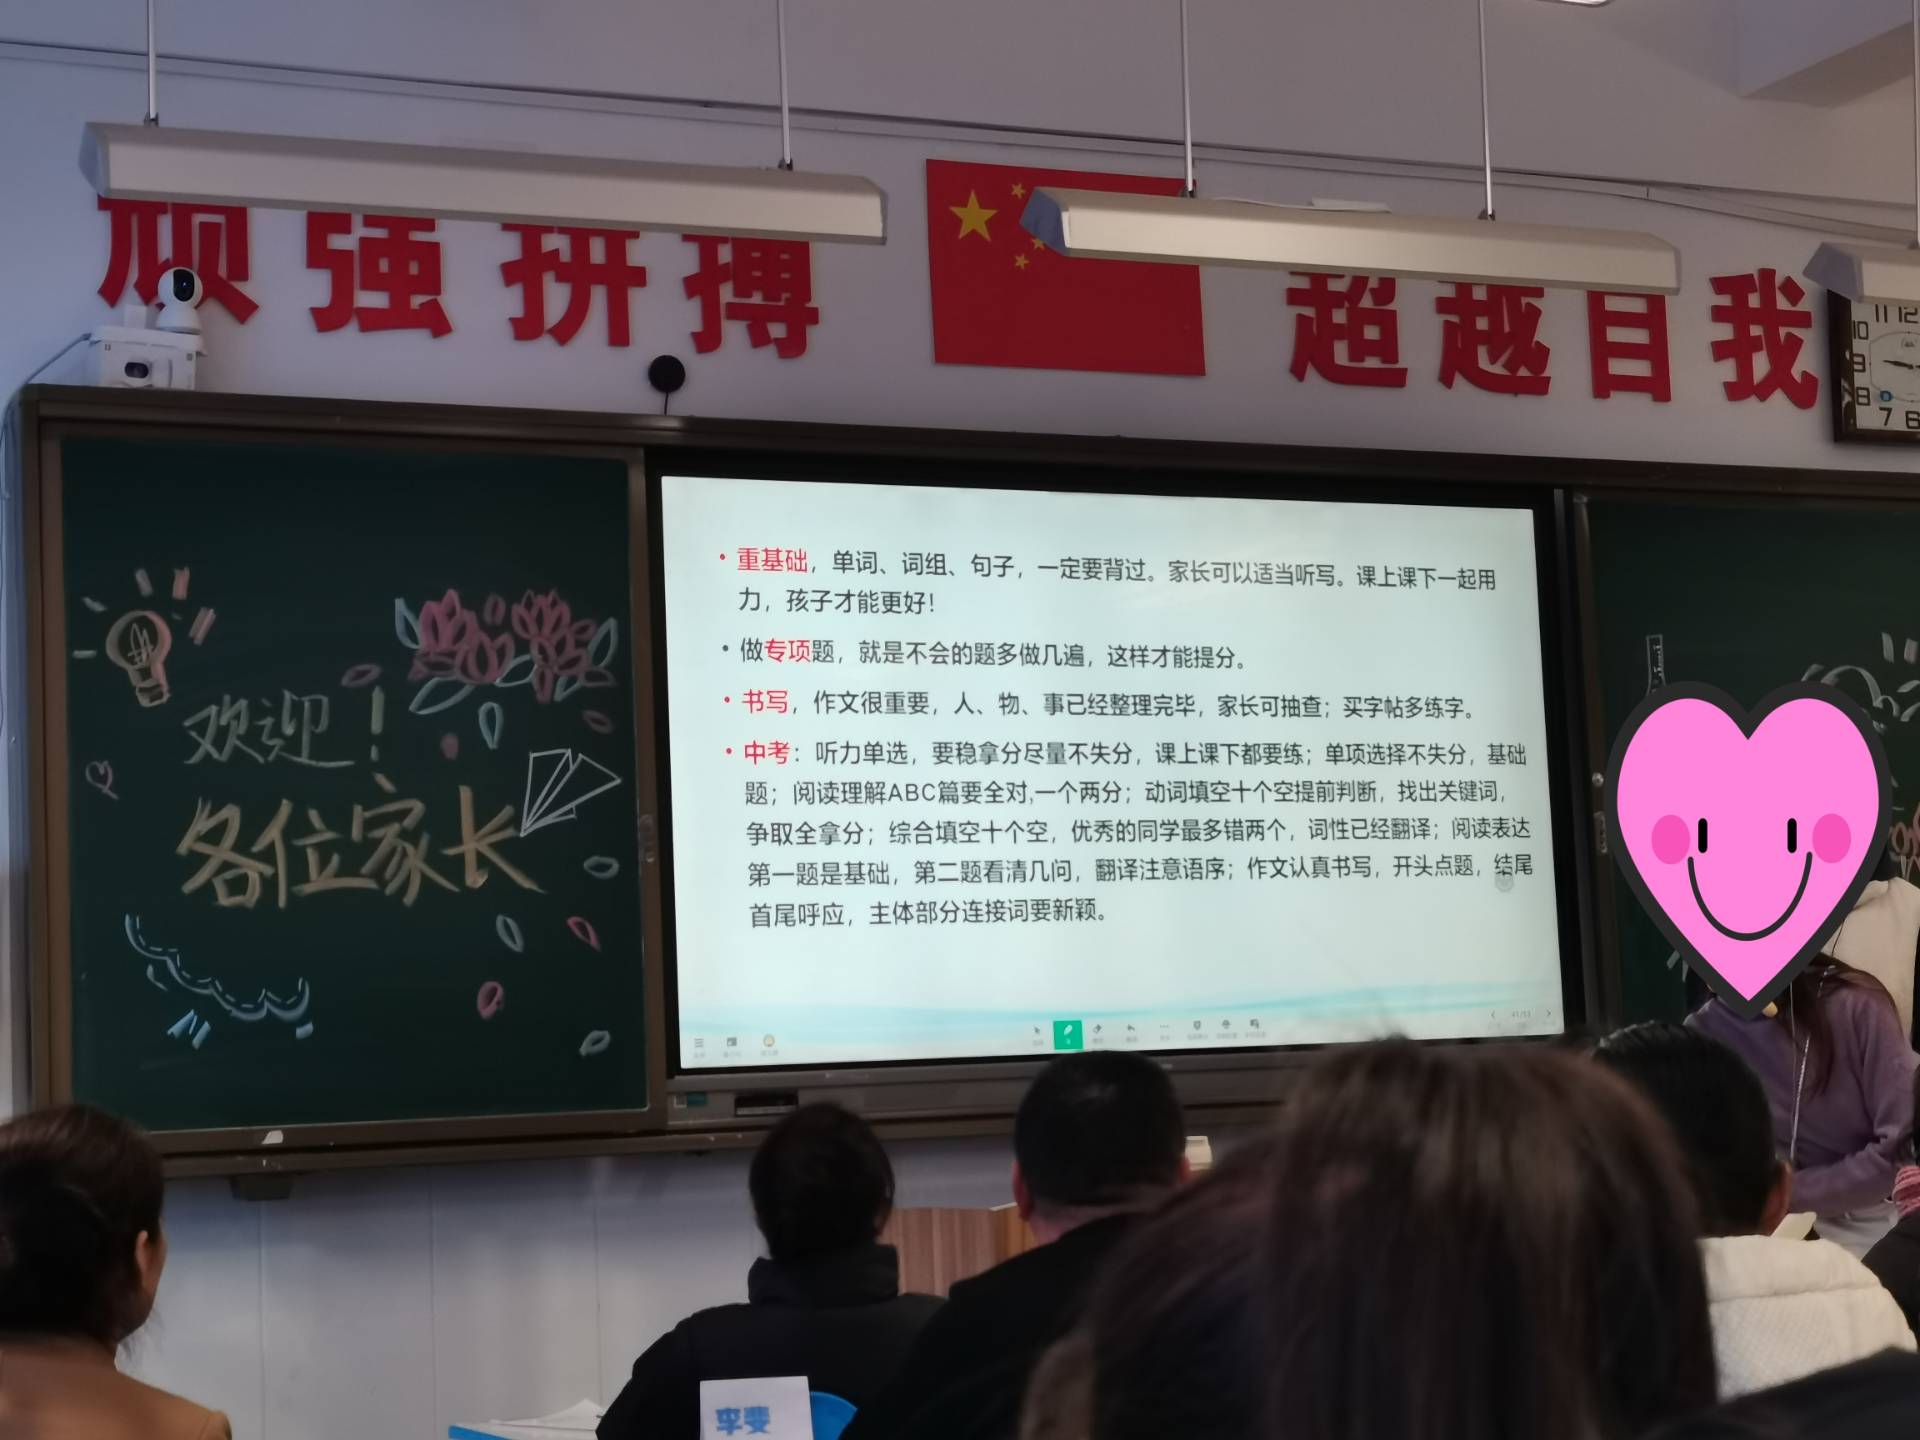 顽强拼搏 超越自我
11 12
10
9
8
7 6
欢迎！
各位家长
• 重基础，单词、词组、句子，一定要背过。家长可以适当听写。课上课下一起用
力，孩子才能更好！
• 做专项题，就是不会的题多做几遍，这样才能提分。
• 书写，作文很重要，人、物、事已经整理完毕，家长可抽查；买字帖多练字。
• 中考：听力单选，要稳拿分尽量不失分，课上课下都要练；单项选择不失分，基础
题；阅读理解ABC篇要全对,一个两分；动词填空十个空提前判断，找出关键词，
争取全拿分；综合填空十个空，优秀的同学最多错两个，词性已经翻译；阅读表达
第一题是基础，第二题看清几问，翻译注意语序；作文认真书写，开头点题，结尾
首尾呼应，主体部分连接词要新颖。
李斐